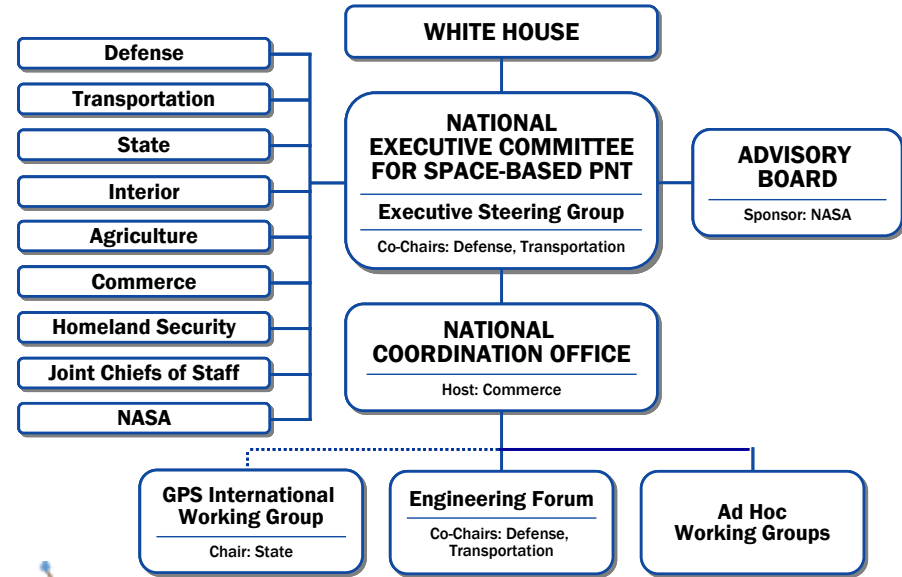 WHITE HOUSE
Defense
Transportation
State
Interior
Agriculture
Commerce
Homeland Security
Joint Chiefs of Staff
NASA
NATIONAL
EXECUTIVE COMMITTEE
FOR SPACE-BASED PNT
Executive Steering Group
Co-Chairs: Defense, Transportation
ADVISORY
BOARD
Sponsor: NASA
NATIONAL
COORDINATION OFFICE
Host: Commerce
GPS International
Working Group
Chair: State
Engineering Forum
Co-Chairs: Defense,
Transportation
Ad Hoc
Working Groups